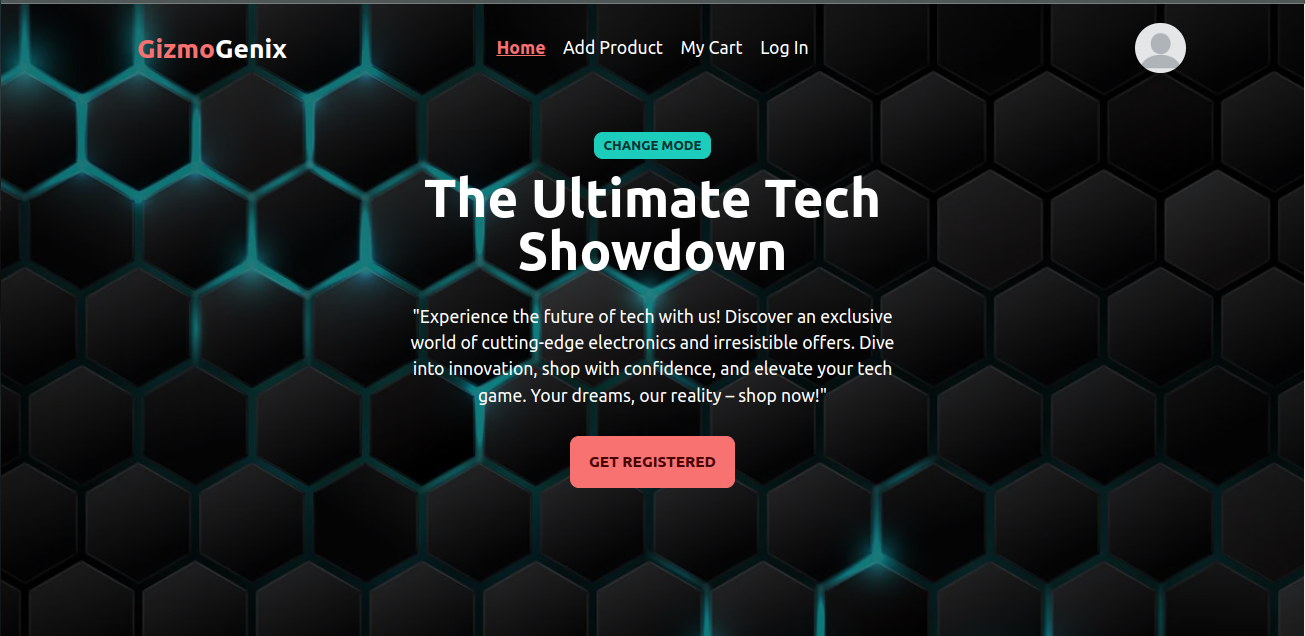 GizmoGenix
Home Add Product My Cart Log In
CHANGE MODE
The Ultimate Tech
Showdown
"Experience the future of tech with us! Discover an exclusive
world of cutting-edge electronics and irresistible offers. Dive
into innovation, shop with confidence, and elevate your tech
game. Your dreams, our reality – shop now!"
GET REGISTERED